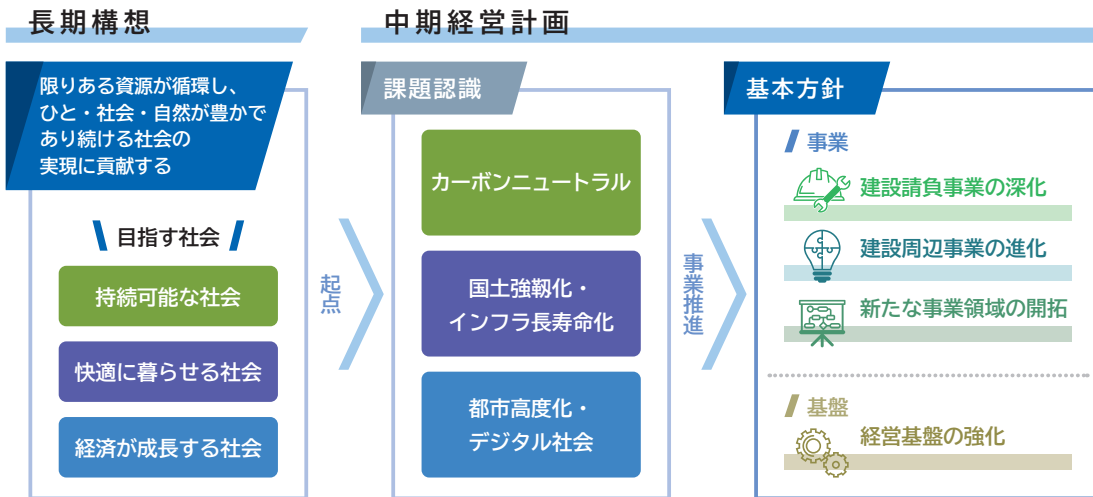 長期構想
限りある資源が循環し、
ひと・社会・自然が豊かで
あり続ける社会の
実現に貢献する
目指す社会
持続可能な社会
快適に暮らせる社会
経済が成長する社会
起点
中期経営計画
課題認識
カーボンニュートラル
国土強靱化・
インフラ長寿命化
都市高度化・
デジタル社会
事業推進
基本方針
事業
建設請負事業の深化
建設周辺事業の進化
新たな事業領域の開拓
基盤
経営基盤の強化